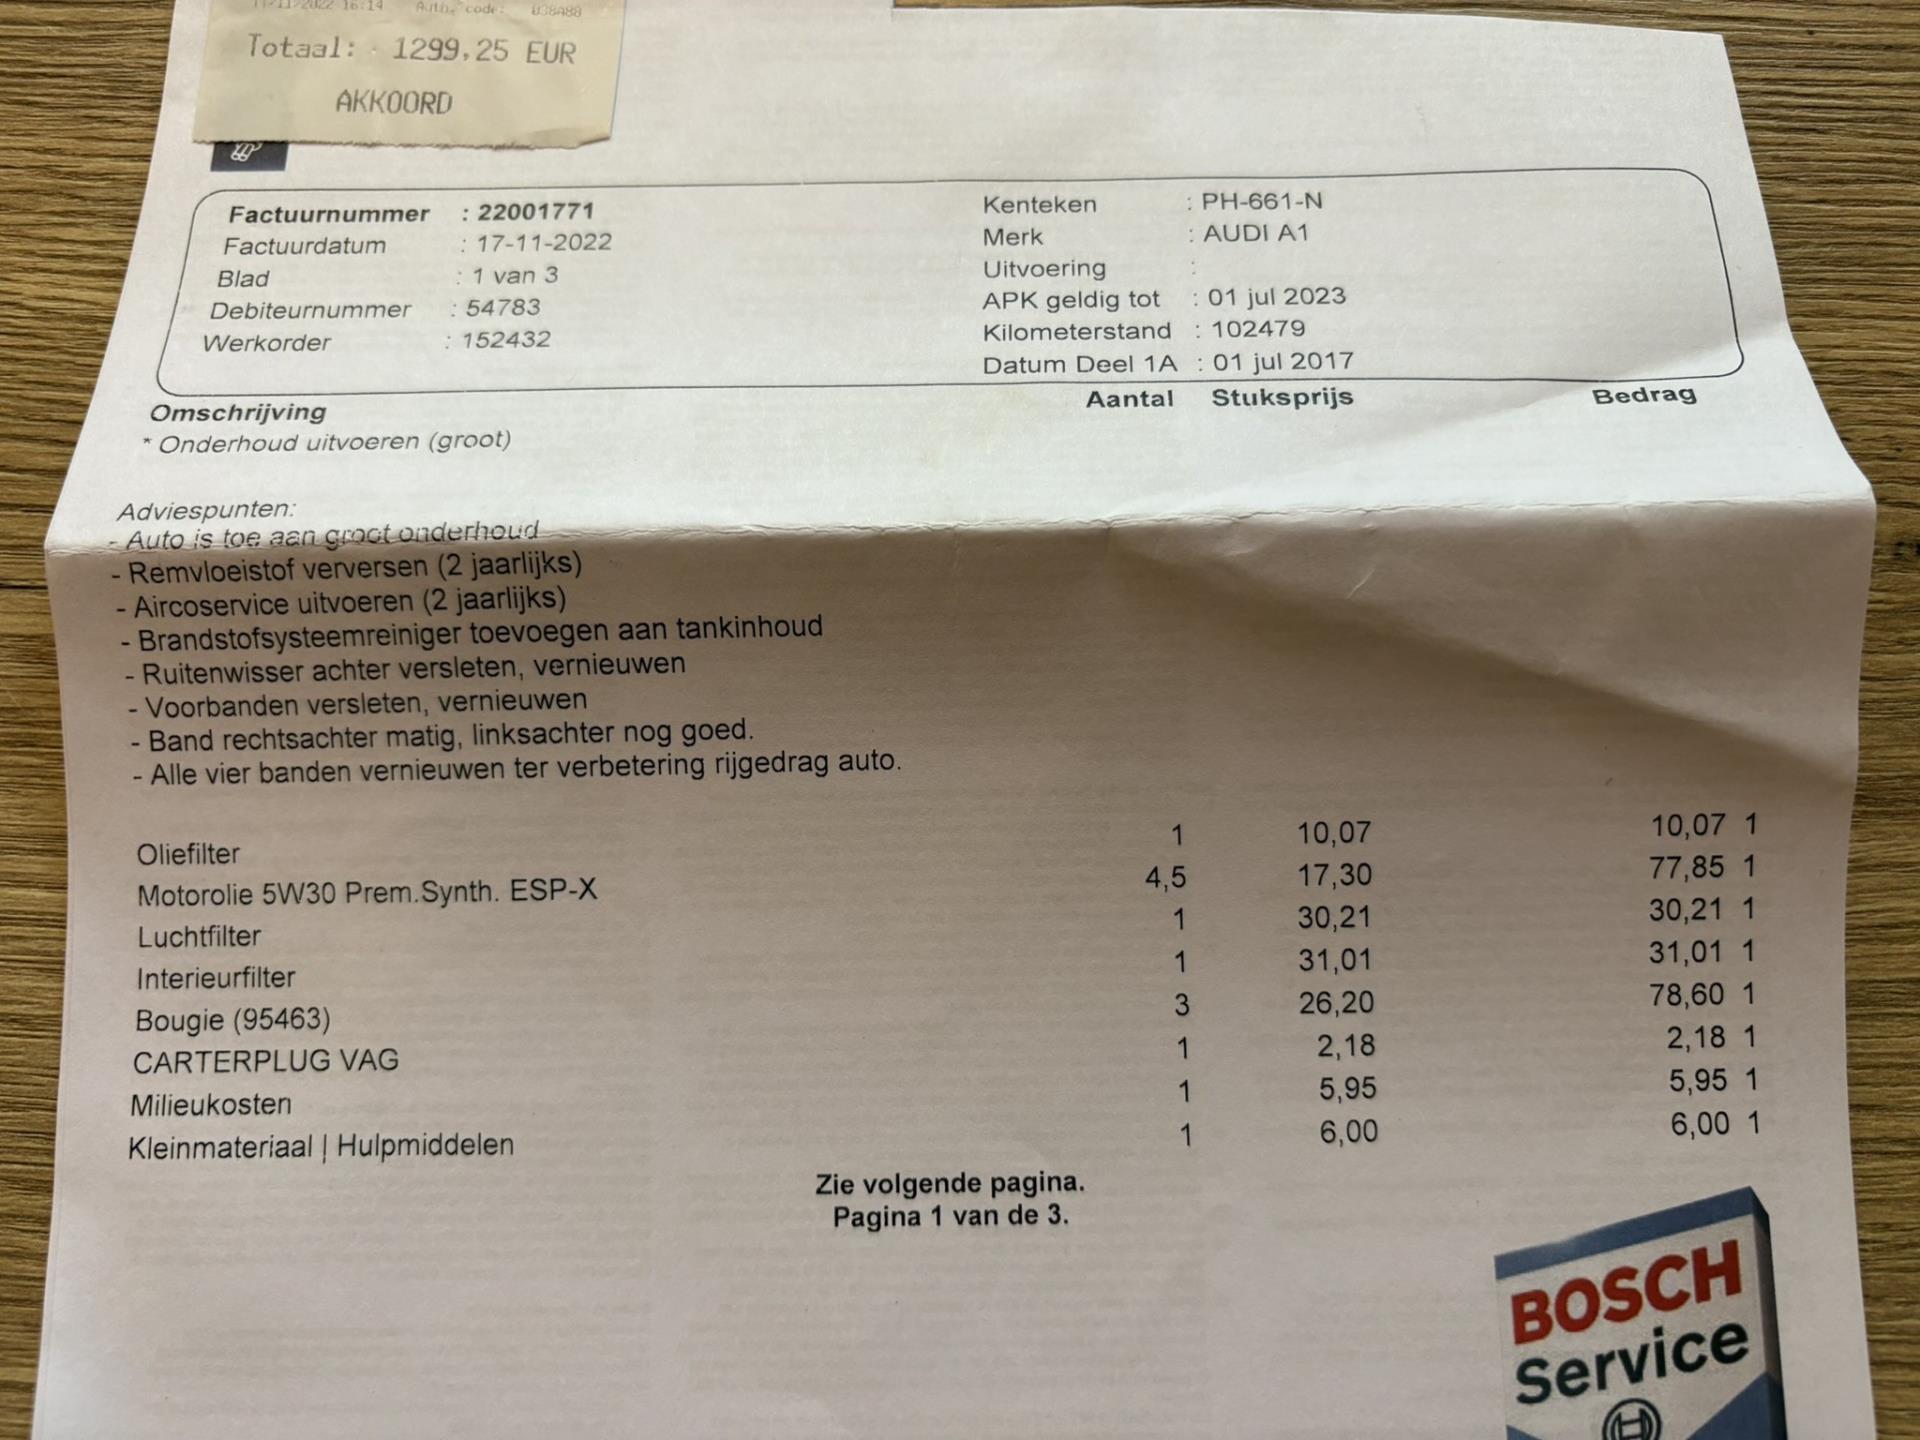 16:14 Auth. code:
Totaal: 1299,25 EUR
AKKOORD
Factuurnummer : 22001771
Factuurdatum : 17-11-2022
Blad : 1 van 3
Debiteurnummer : 54783
Werkorder : 152432
Kenteken : PH-661-N
Merk : AUDI A1
Uitvoering :
APK geldig tot : 01 jul 2023
Kilometerstand : 102479
Datum Deel 1A : 01 jul 2017
Omschrijving Aantal Stuksprijs Bedrag
* Onderhoud uitvoeren (groot)
Adviespunten:
- Auto is toe aan groot onderhoud
- Remvloeistof verversen (2 jaarlijks)
- Aircoservice uitvoeren (2 jaarlijks)
- Brandstofsysteemreiniger toevoegen aan tankinhoud
- Ruitenwisser achter versleten, vernieuwen
- Voorbanden versleten, vernieuwen
- Band rechtsachter matig, linksachter nog goed.
- Alle vier banden vernieuwen ter verbetering rijgedrag auto.
Oliefilter 1 10,07 10,07 1
Motorolie 5W30 Prem.Synth. ESP-X 4,5 17,30 77,85 1
Luchtfilter 1 30,21 30,21 1
Interieurfilter 1 31,01 31,01 1
Bougie (95463) 3 26,20 78,60 1
CARTERPLUG VAG 1 2,18 2,18 1
Milieukosten 1 5,95 5,95 1
Kleinmateriaal | Hulpmiddelen 1 6,00 6,00 1
Zie volgende pagina.
Pagina 1 van de 3.
BOSCH
Service